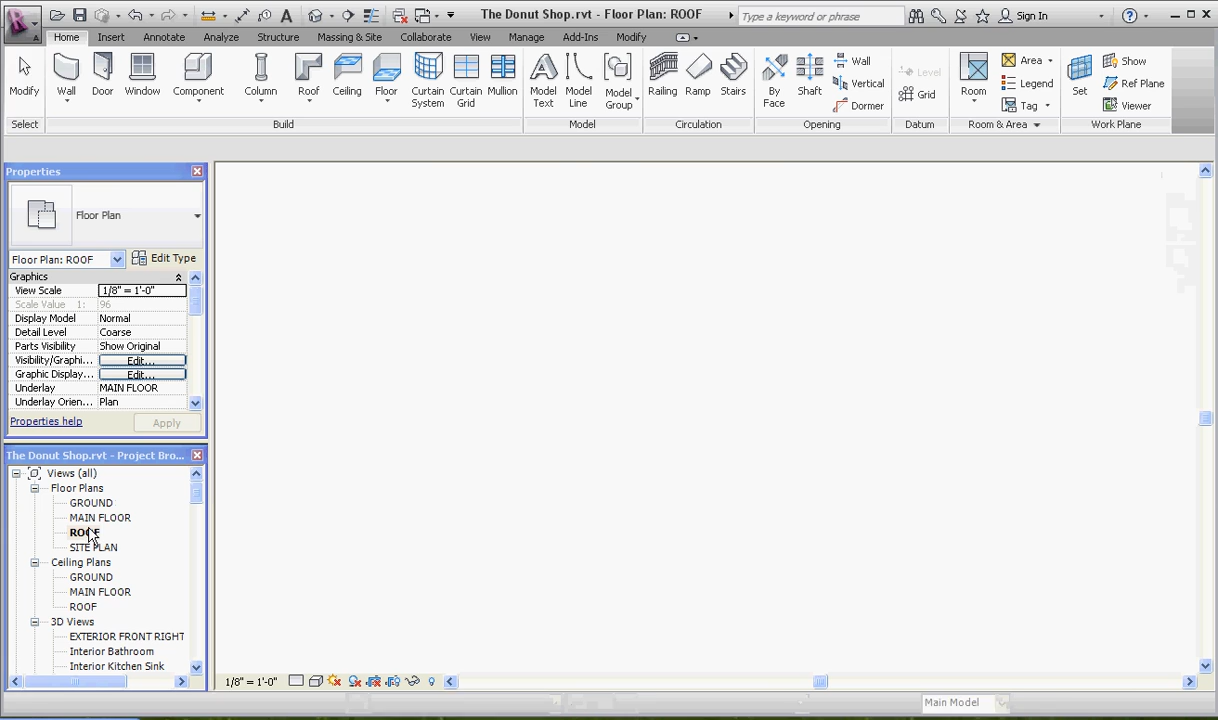 The Donut Shop.rvt - Floor Plan: ROOF
Type a keyword or phrase
Sign In
Home Insert Annotate Analyze Structure Massing & Site Collaborate View Manage Add-Ins Modify
Modify
Wall
Door
Window
Component
Column
Roof
Ceiling
Floor
Curtain System
Curtain Grid
Mullion
Model Text
Model Line
Model Group
Railing
Ramp
Stairs
By Face
Shaft
Wall
Vertical
Dormer
Level
Grid
Room
Area
Legend
Tag
Set
Show
Ref Plane
Viewer
Select Build Model Circulation Opening Datum Room & Area Work Plane
Properties
Floor Plan
Floor Plan: ROOF Edit Type
Graphics
View Scale 1/8" = 1'-0"
Scale Value 1: 96
Display Model Normal
Detail Level Coarse
Parts Visibility Show Original
Visibility/Graphi... Edit...
Graphic Display... Edit...
Underlay MAIN FLOOR
Underlay Orien... Plan
Properties help Apply
The Donut Shop.rvt - Project Bro...
Views (all)
Floor Plans
GROUND
MAIN FLOOR
ROOF
SITE PLAN
Ceiling Plans
GROUND
MAIN FLOOR
ROOF
3D Views
EXTERIOR FRONT RIGHT
Interior Bathroom
Interior Kitchen Sink
1/8" = 1'-0"
Main Model